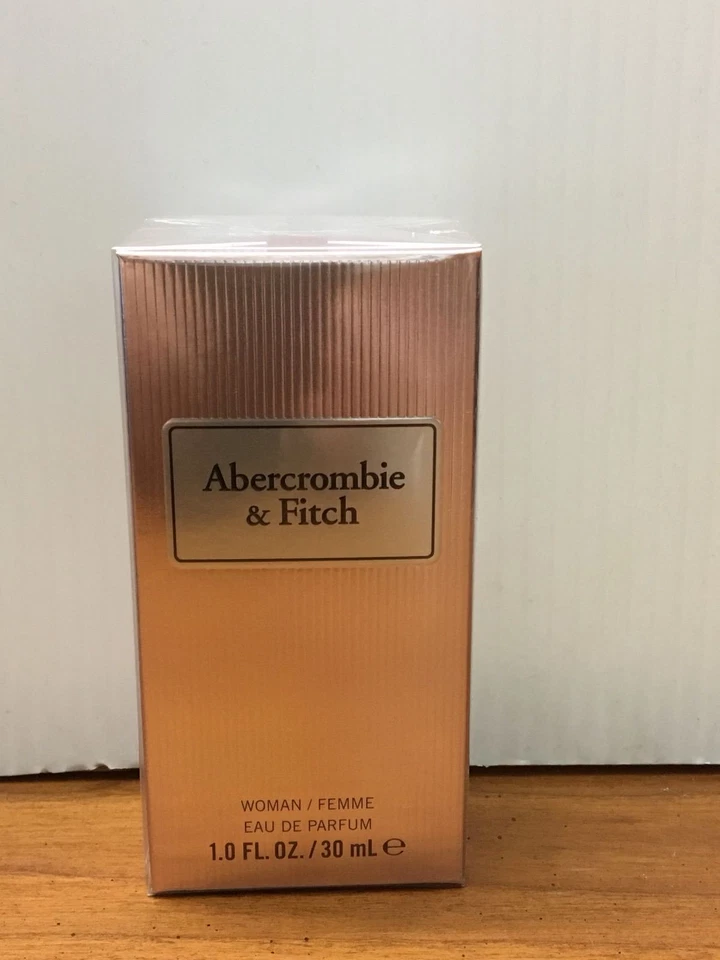 Abercrombie
& Fitch
WOMAN / FEMME
EAU DE PARFUM
1.0 FL. OZ. / 30 mL ℮